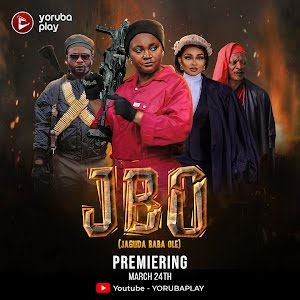 yoruba
play
JBO
(JAGUDA BABA OLE)
PREMIERING
MARCH 24TH
Youtube - YORUBAPLAY